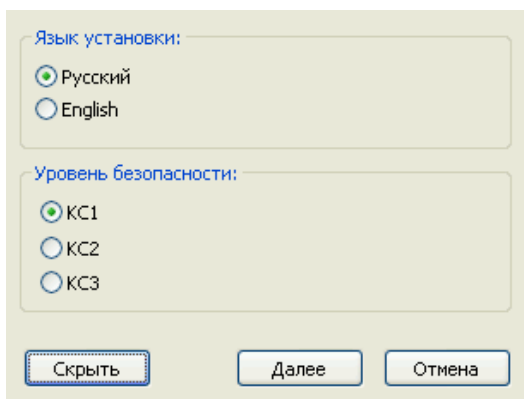 Язык установки:
Русский
English
Уровень безопасности:
КС1
КС2
КС3
Скрыть Далее Отмена